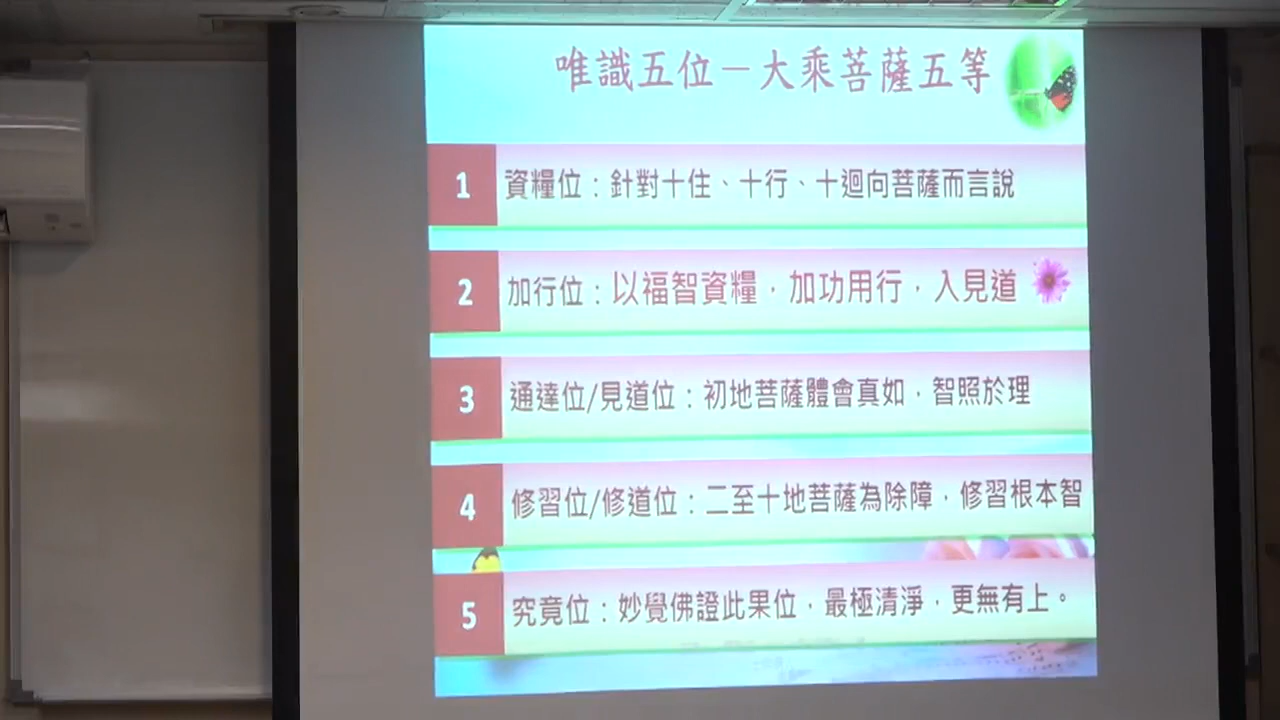 唯識五位－大乘菩薩五等
1 資糧位：針對十住、十行、十迴向菩薩而言說
2 加行位：以福智資糧，加功用行，入見道
3 通達位/見道位：初地菩薩體會真如，智照於理
4 修習位/修道位：二至十地菩薩為除障，修習根本智
5 究竟位：妙覺佛證此果位，最極清淨，更無有上。